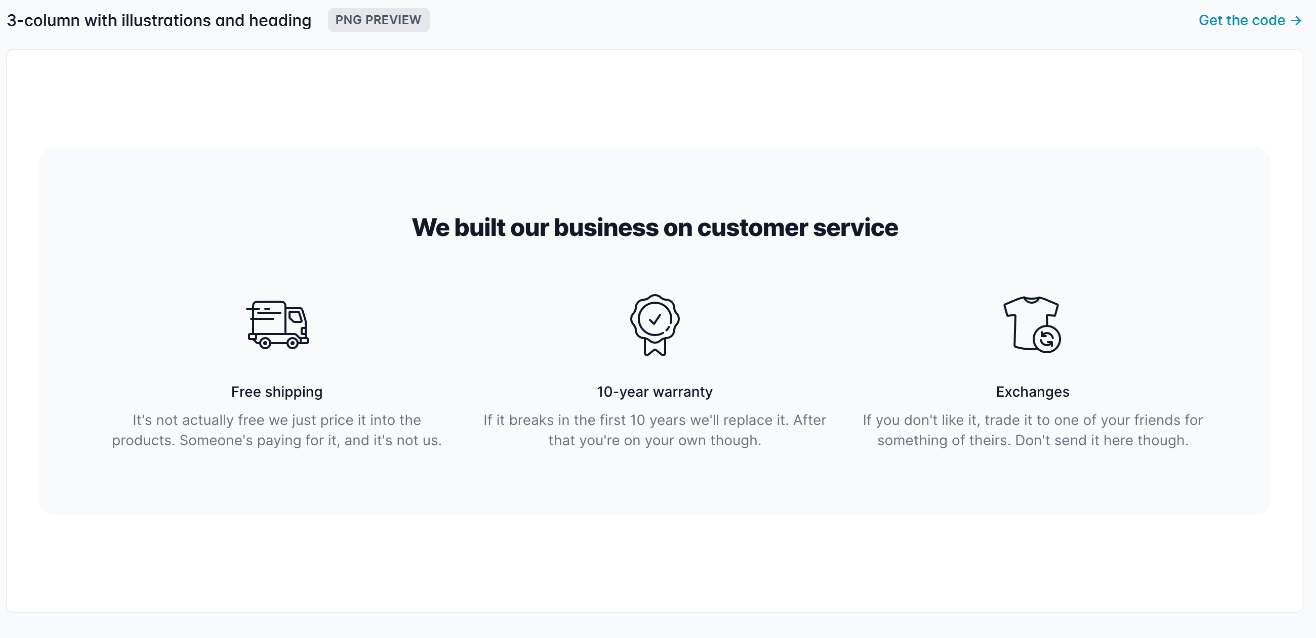 3-column with illustrations and heading
PNG PREVIEW
Get the code →
We built our business on customer service
Free shipping
It's not actually free we just price it into the
products. Someone's paying for it, and it's not us.
10-year warranty
If it breaks in the first 10 years we'll replace it. After
that you're on your own though.
Exchanges
If you don't like it, trade it to one of your friends for
something of theirs. Don't send it here though.